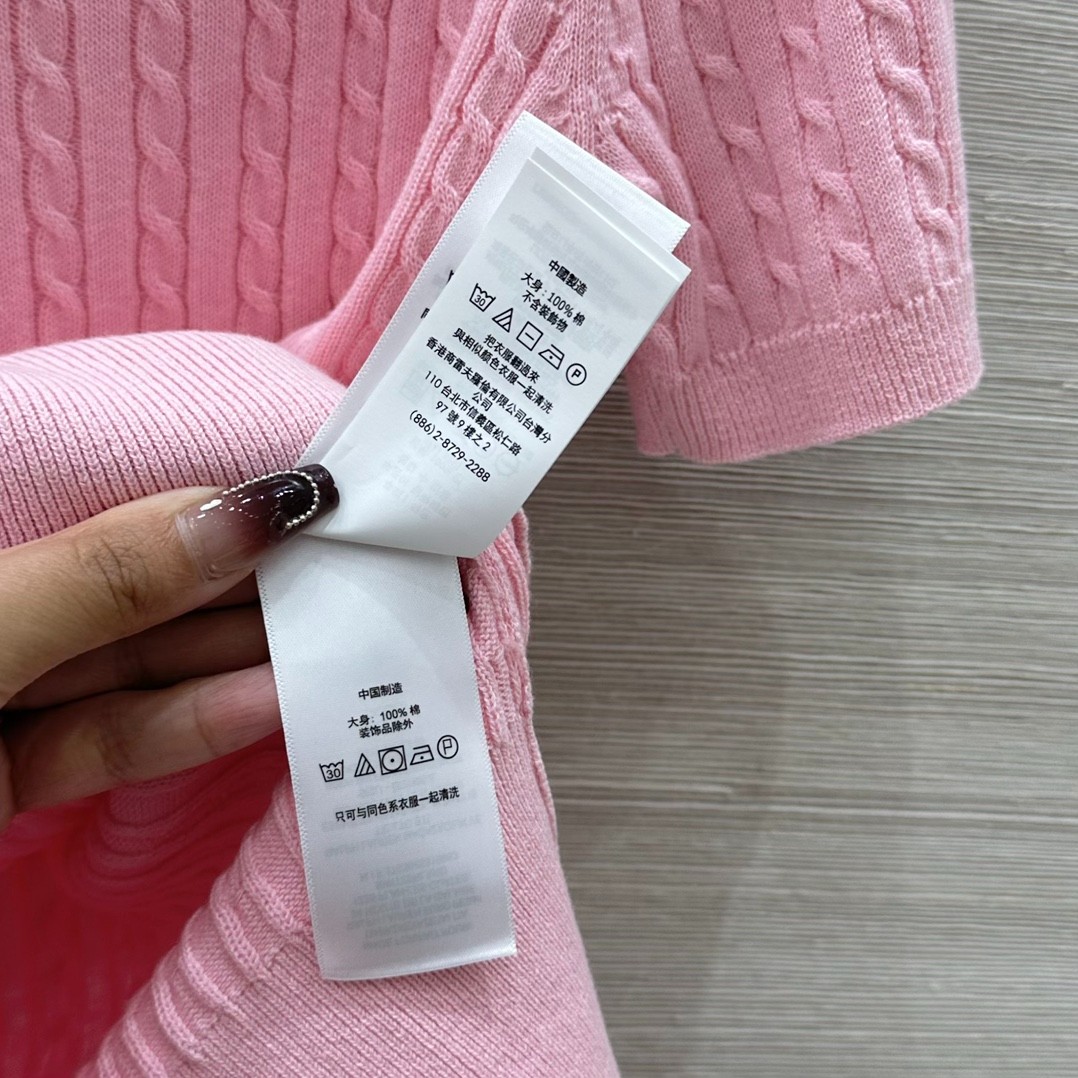 中國製造
大身: 100% 棉
不含裝飾物
30 P
把衣服翻過來
與相似顏色衣服一起清洗
香港商雷夫羅倫有限公司台灣分
公司
110 台北市信義區松仁路
97 號 9 樓之 2
(886) 2-8729-2288
中国制造
大身: 100% 棉
装饰品除外
30 P
只可与同色系衣服一起清洗